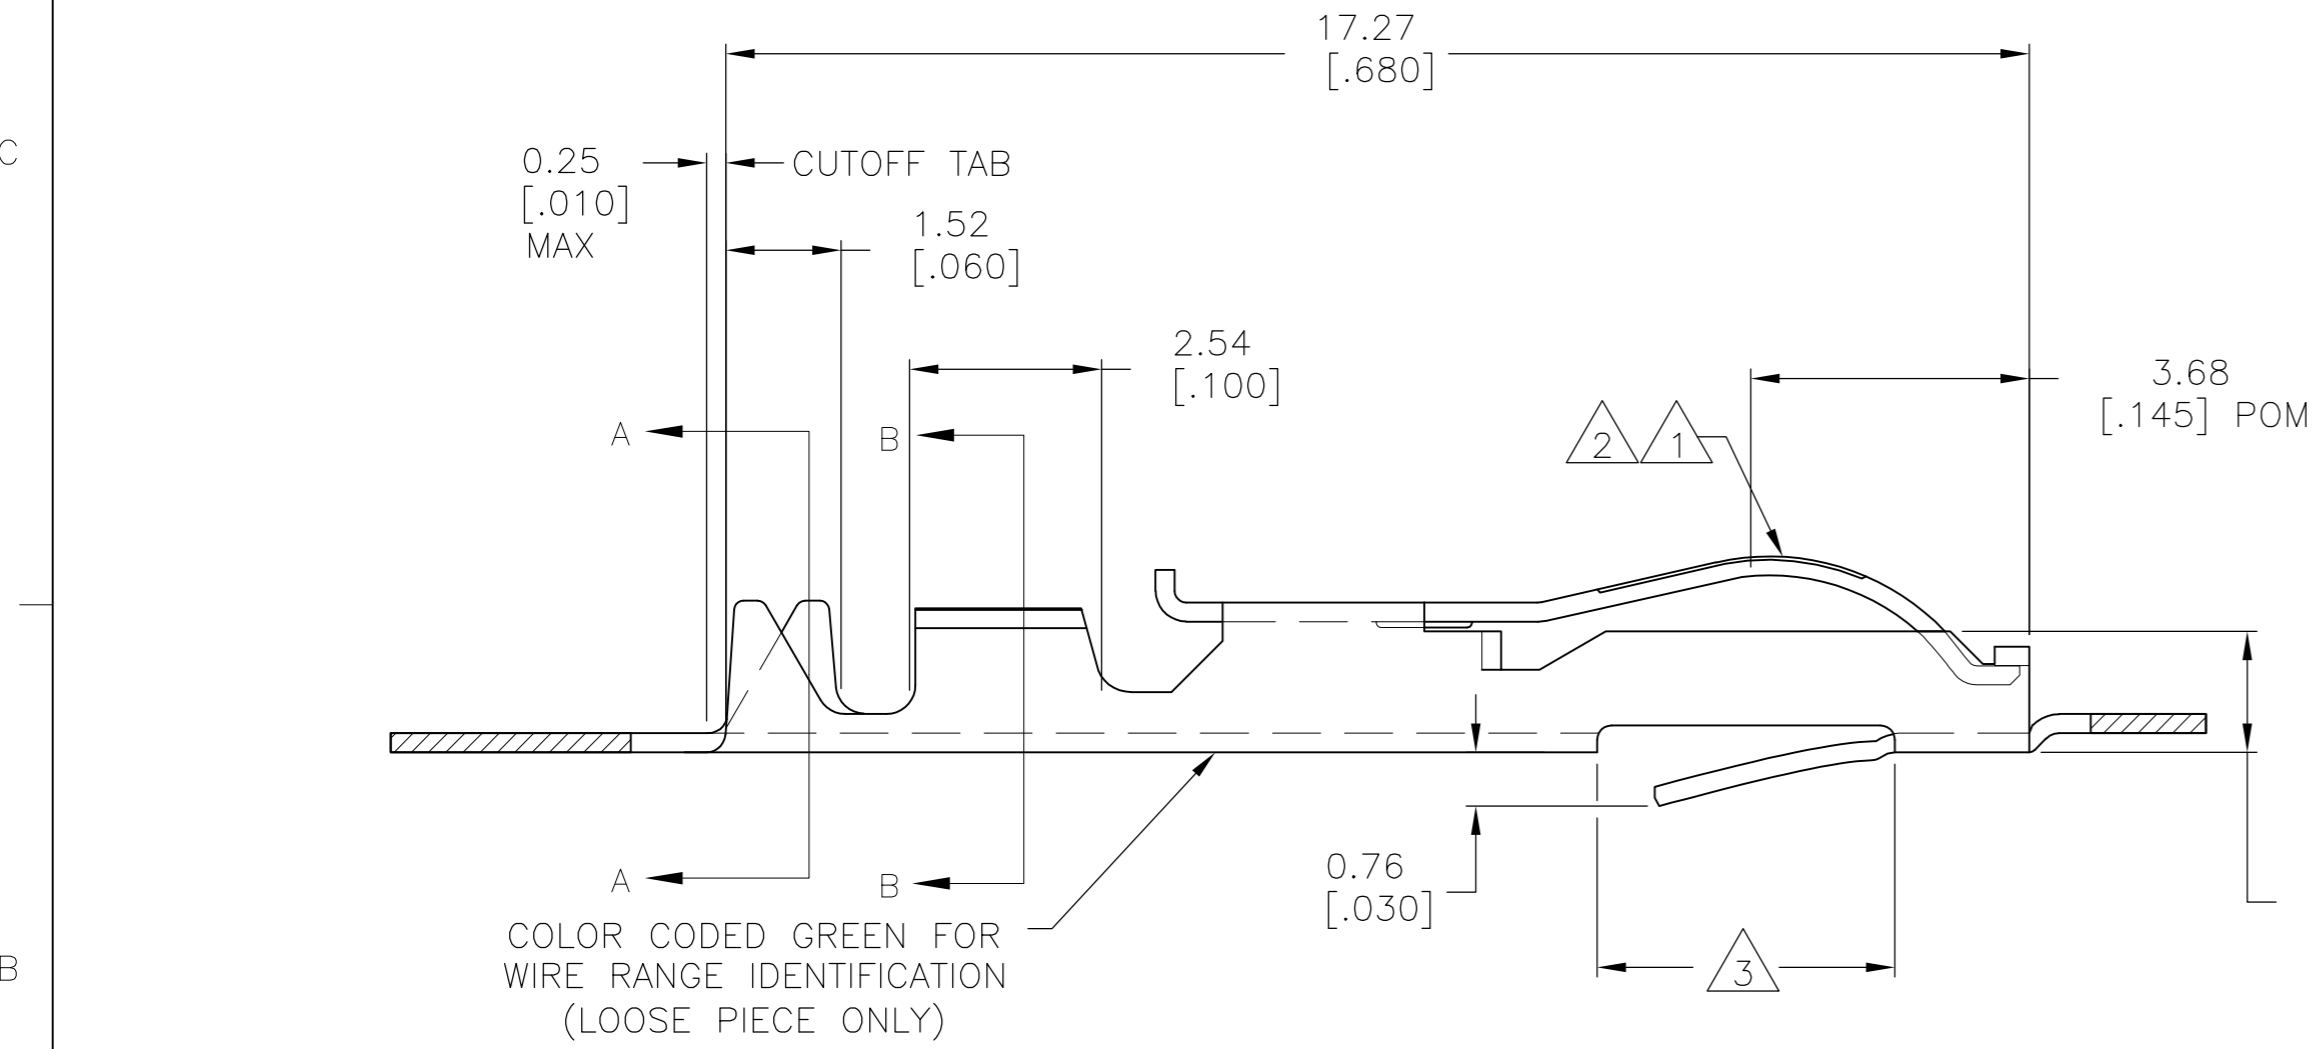 17.27
[.680]
C
0.25
[.010]
MAX
CUTOFF TAB
1.52
[.060]
2.54
[.100]
3.68
[.145] POM
A
B
2
1
A
B
0.76
[.030]
COLOR CODED GREEN FOR
WIRE RANGE IDENTIFICATION
(LOOSE PIECE ONLY)
3
B